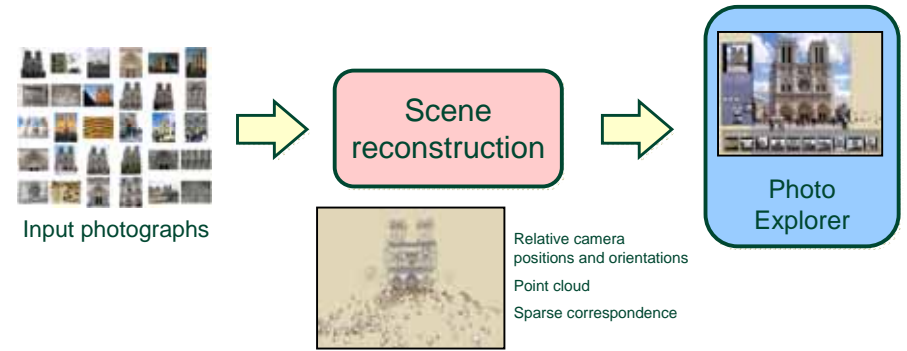 Input photographs
Scene
reconstruction
Relative camera
positions and orientations
Point cloud
Sparse correspondence
Photo
Explorer